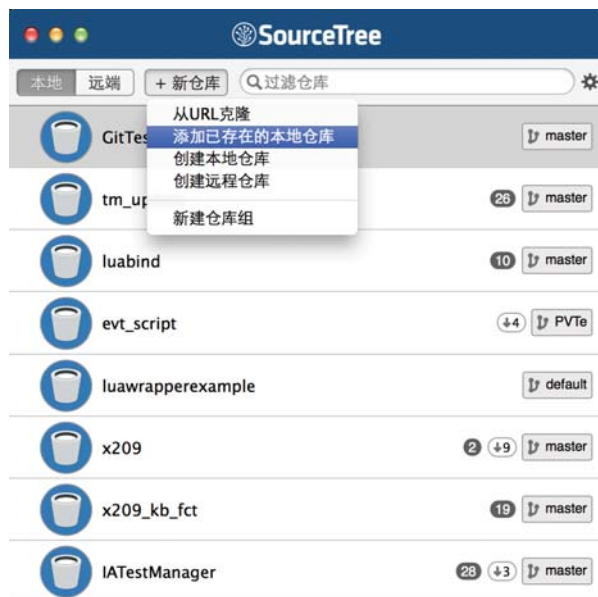 SourceTree
本地 远端 + 新仓库 过滤仓库
从URL克隆
GitTes 添加已存在的本地仓库 master
创建本地仓库
创建远程仓库
tm_up 26 master
新建仓库组
luabind 10 master
evt_script 4 PVTe
luawrapperexample default
x209 2 9 master
x209_kb_fct 19 master
IATestManager 28 3 master